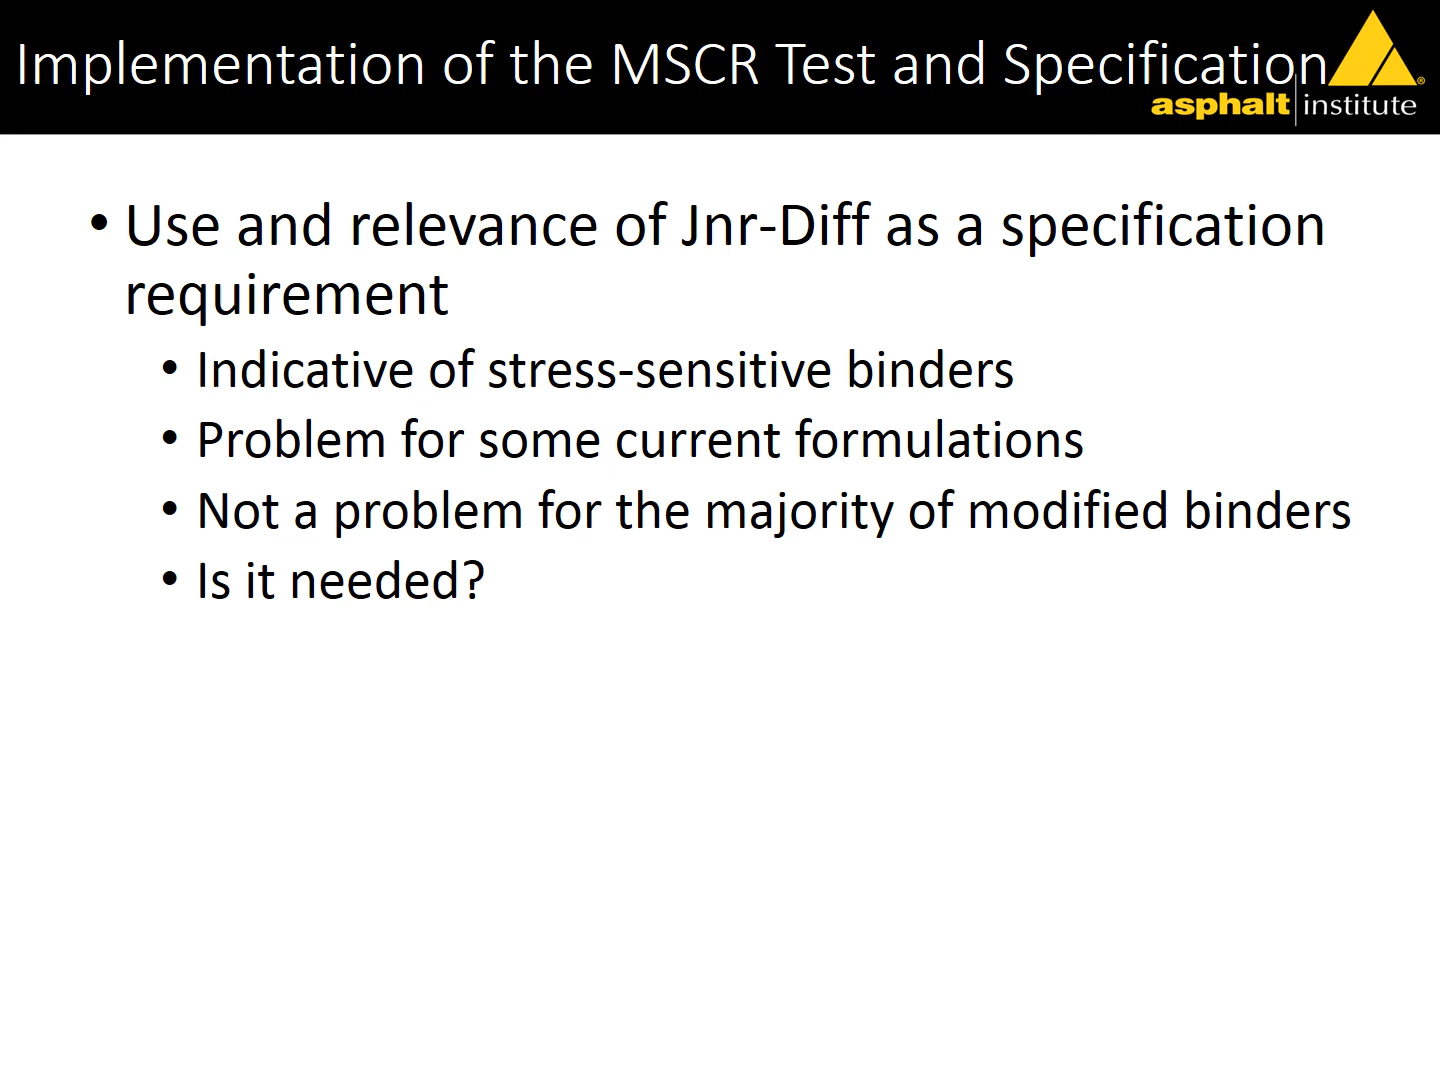 Implementation of the MSCR Test and Specification
asphalt institute
• Use and relevance of Jnr-Diff as a specification
requirement
• Indicative of stress-sensitive binders
• Problem for some current formulations
• Not a problem for the majority of modified binders
• Is it needed?